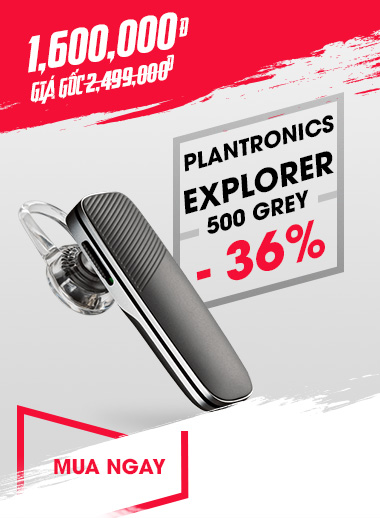 1,600,000Đ
GIÁ GỐC 2,499,000Đ
PLANTRONICS
EXPLORER
500 GREY
- 36%
MUA NGAY